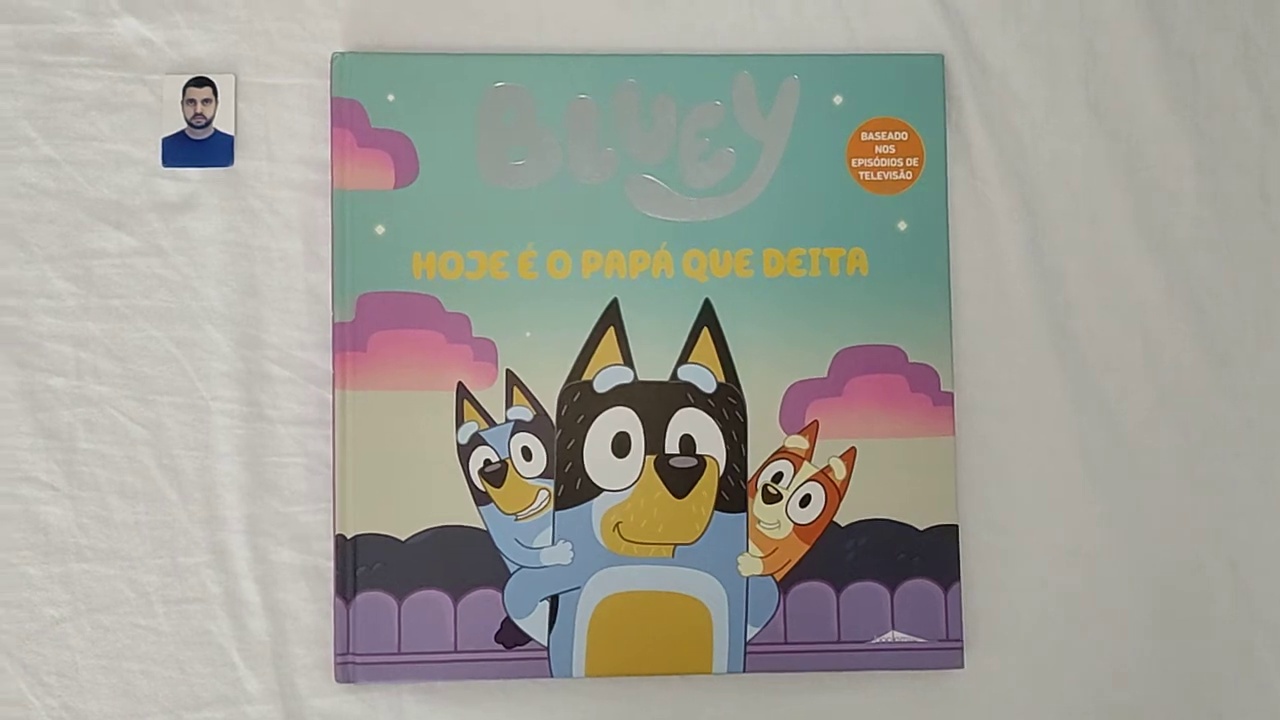 BLUEY
BASEADO
NOS
EPISÓDIOS DE
TELEVISÃO
HOJE É O PAPÁ QUE DEITA